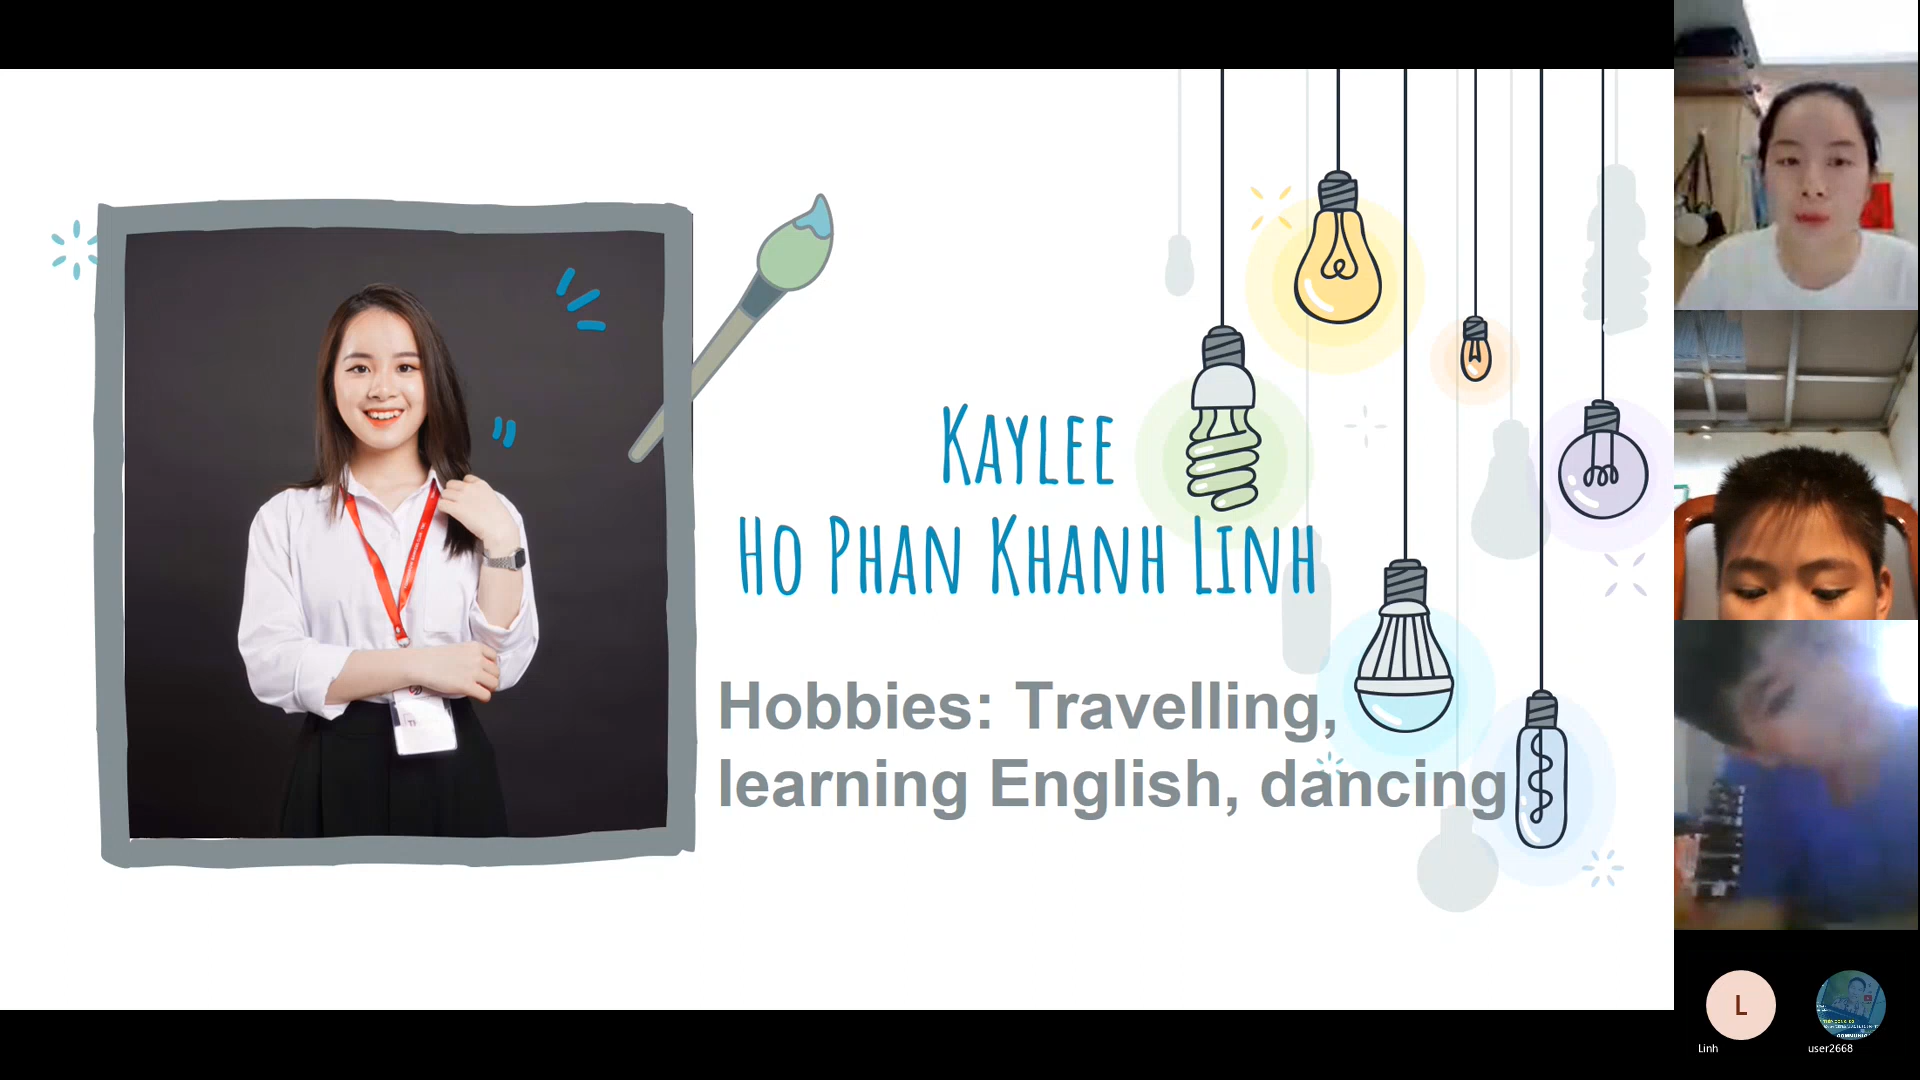 KAYLEE
HO PHAN KHANH LINH
Hobbies: Travelling,
learning English, dancing
L
Linh
user2668